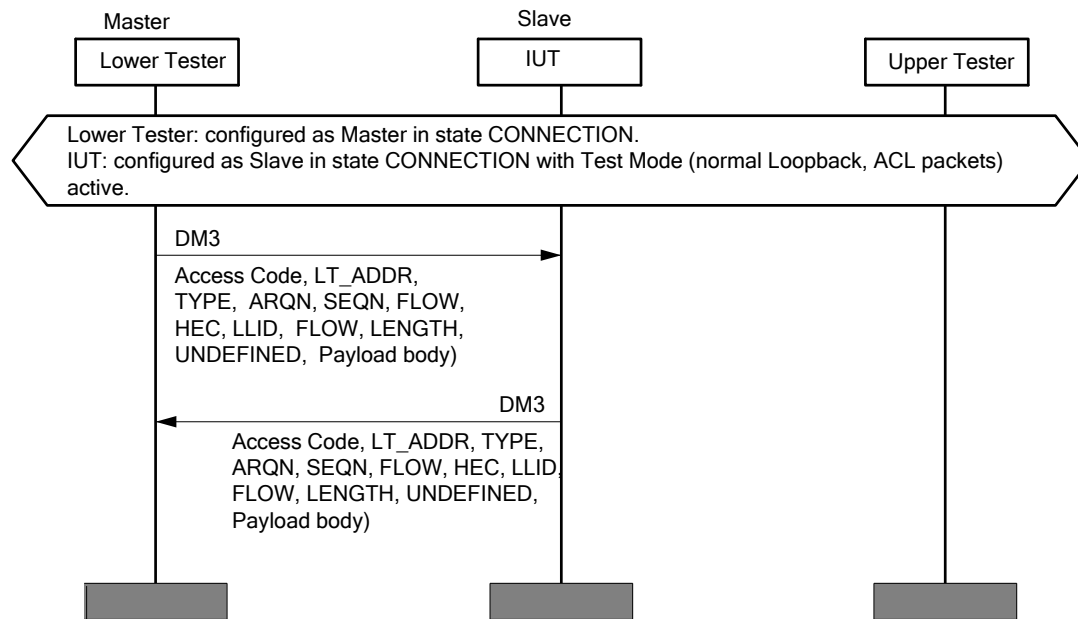 Master
Slave
Lower Tester
IUT
Upper Tester
Lower Tester: configured as Master in state CONNECTION.
IUT: configured as Slave in state CONNECTION with Test Mode (normal Loopback, ACL packets)
active.
DM3
Access Code, LT_ADDR,
TYPE, ARQN, SEQN, FLOW,
HEC, LLID, FLOW, LENGTH,
UNDEFINED, Payload body)
DM3
Access Code, LT_ADDR, TYPE,
ARQN, SEQN, FLOW, HEC, LLID,
FLOW, LENGTH, UNDEFINED,
Payload body)